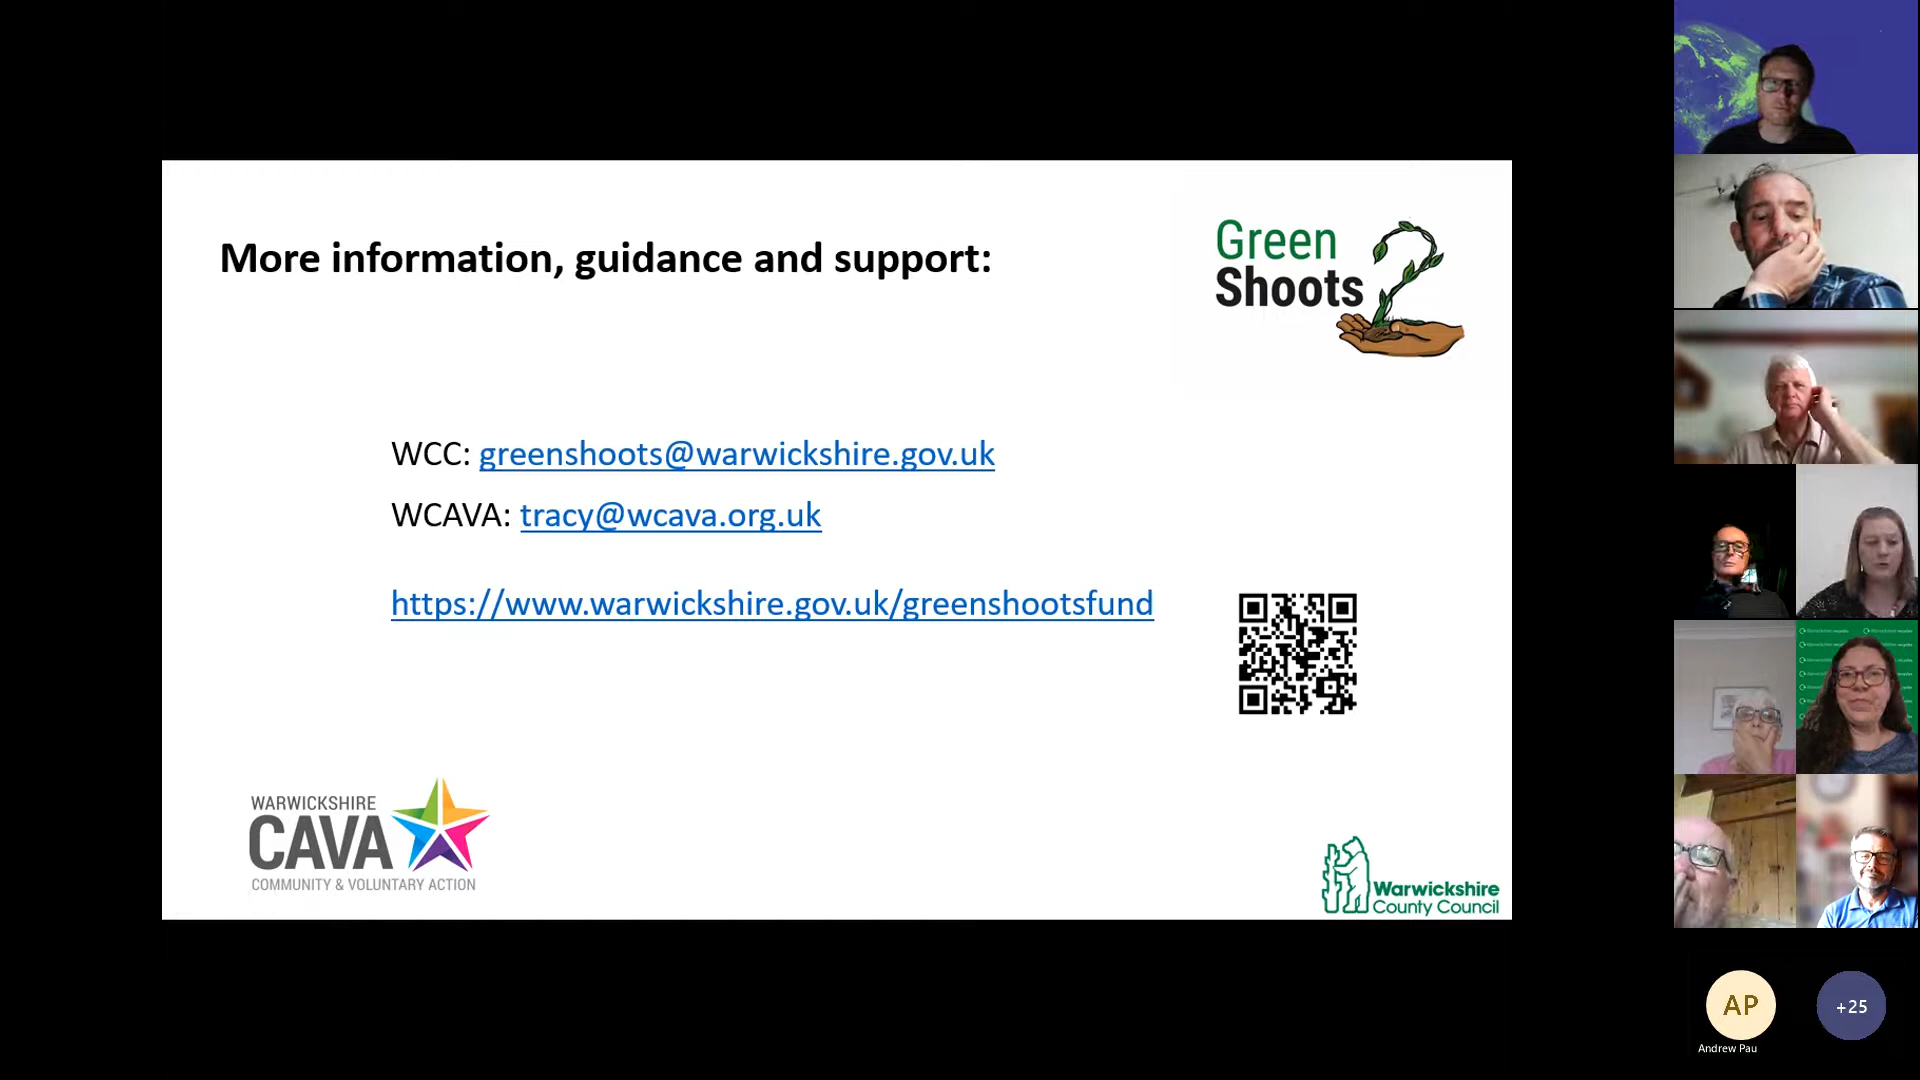 More information, guidance and support:
Green
Shoots
WCC: greenshoots@warwickshire.gov.uk
WCAVA: tracy@wcava.org.uk
https://www.warwickshire.gov.uk/greenshootsfund
WARWICKSHIRE
CAVA
COMMUNITY & VOLUNTARY ACTION
Warwickshire
County Council
AP
+25
Andrew Pau